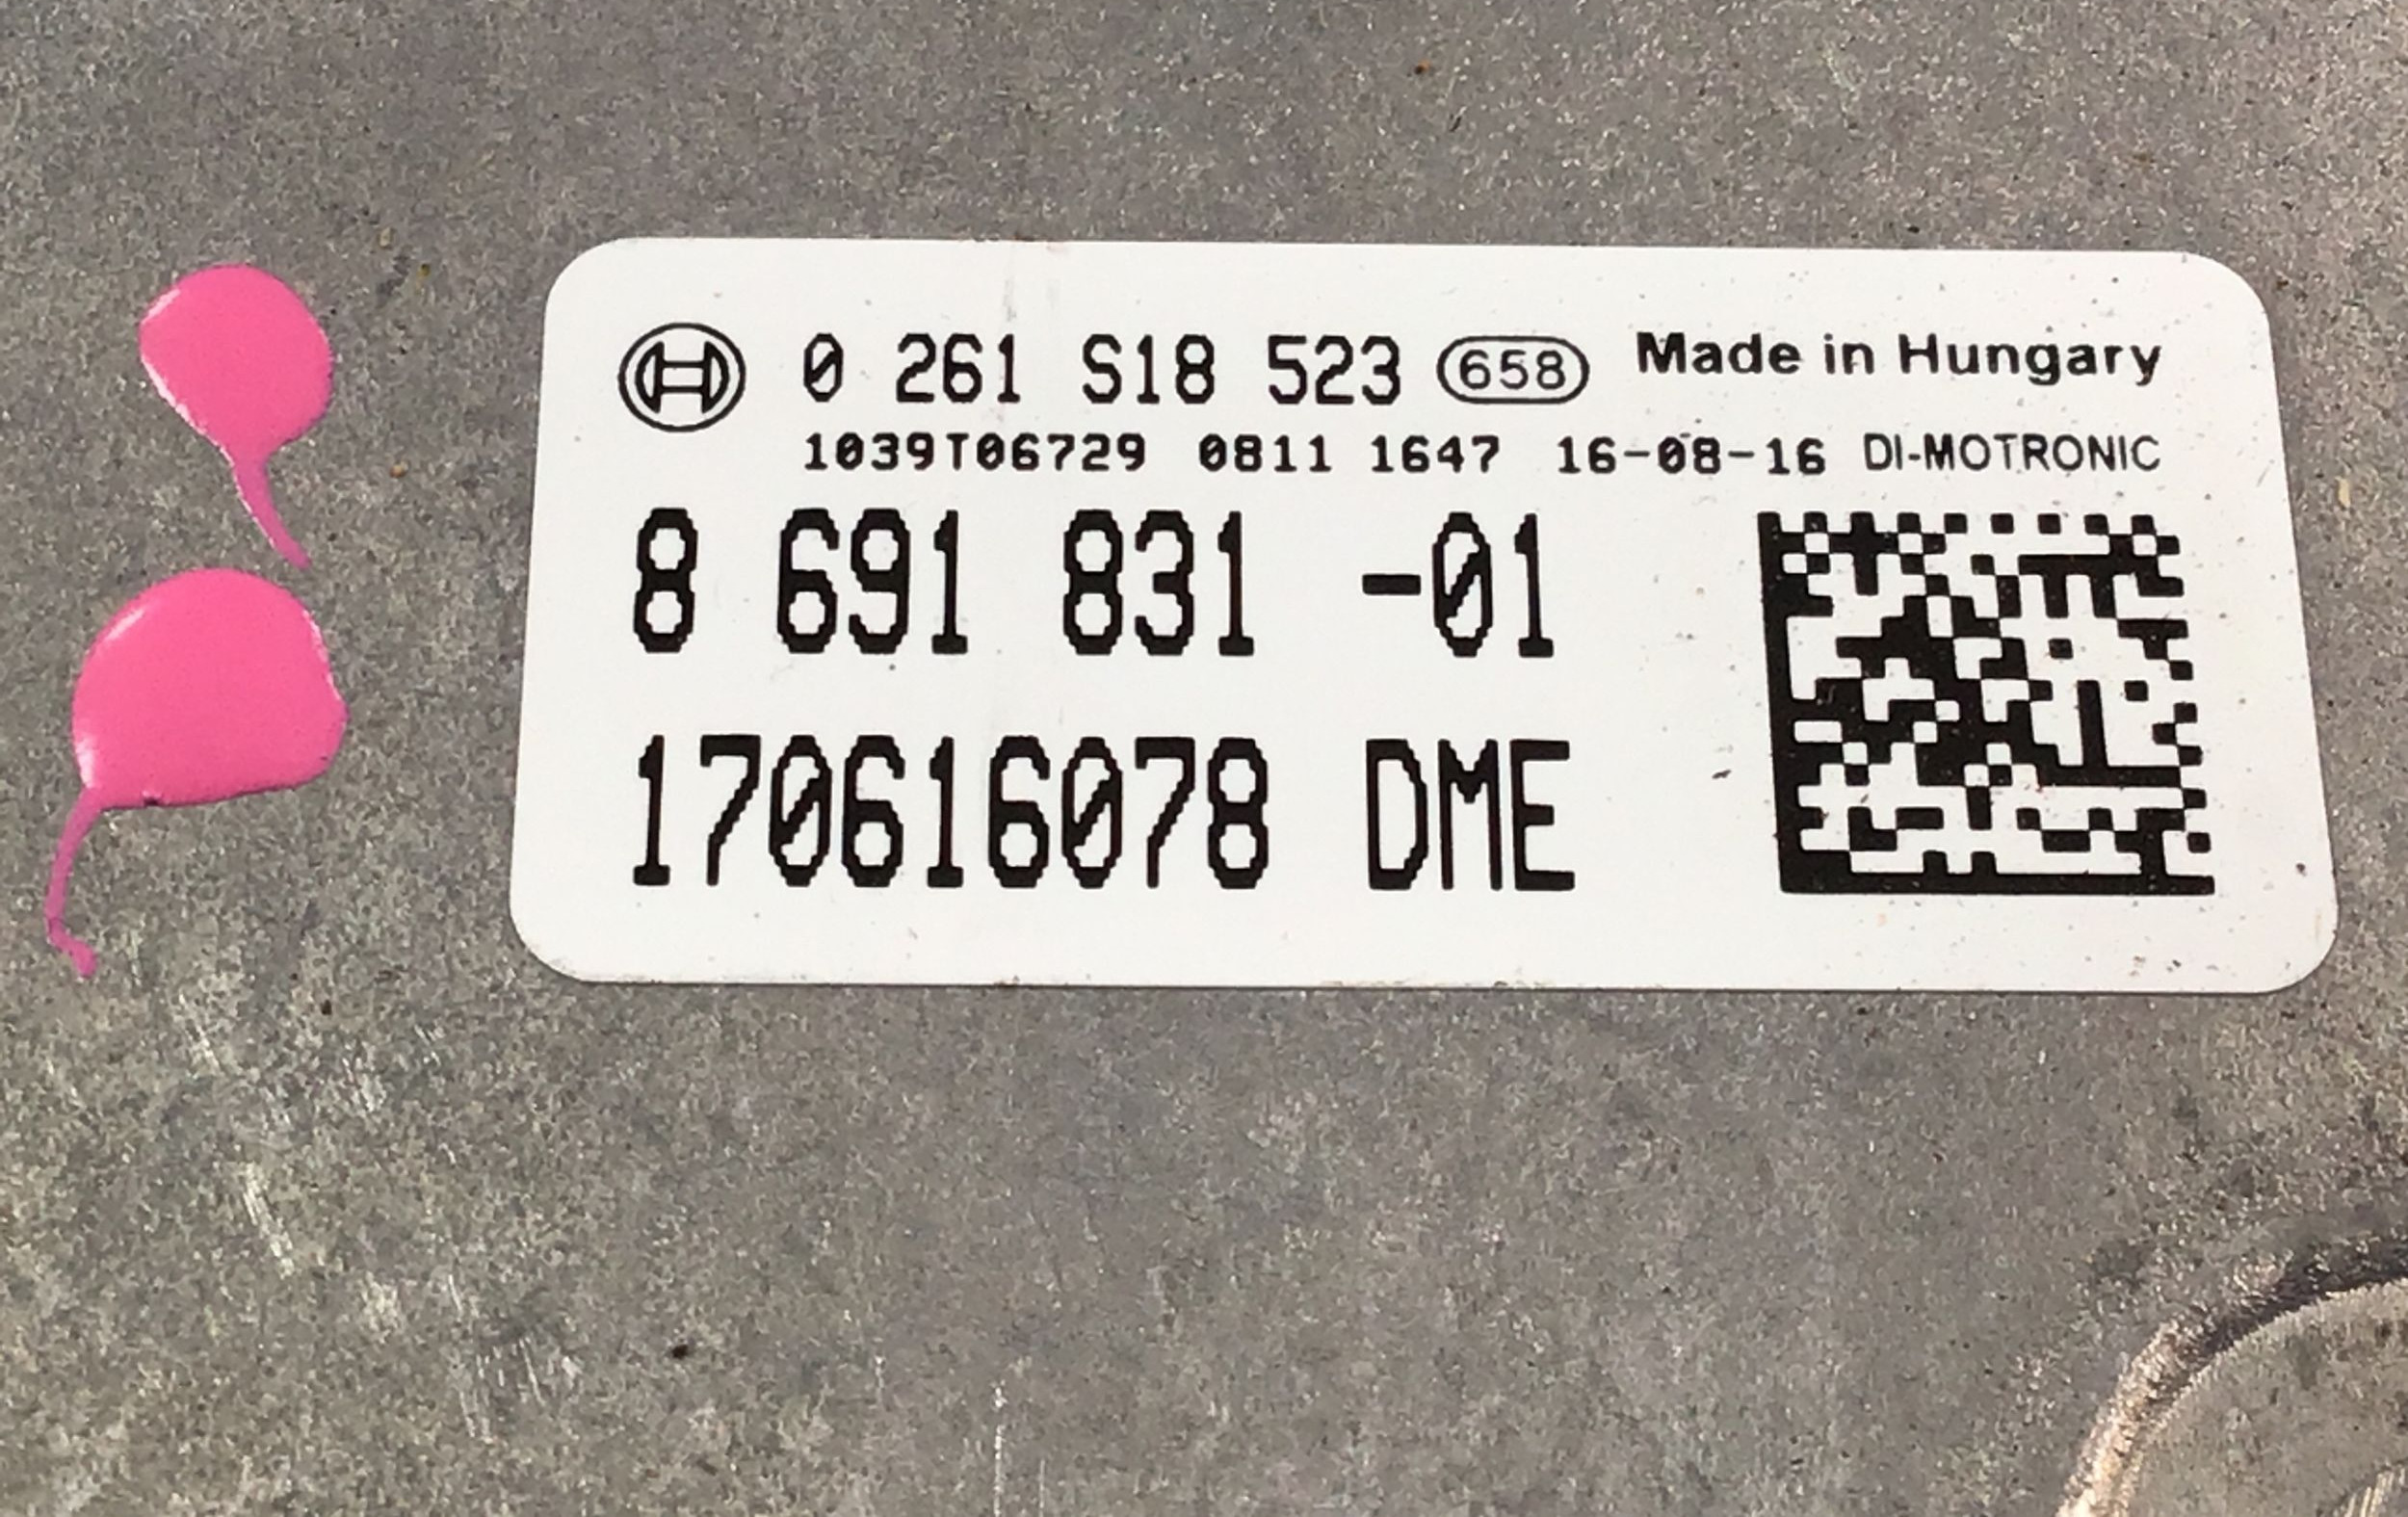 0 261 S18 523 658 Made in Hungary
1039T06729 0811 1647 16-08-16 DI-MOTRONIC
8 691 831 -01
170616078 DME